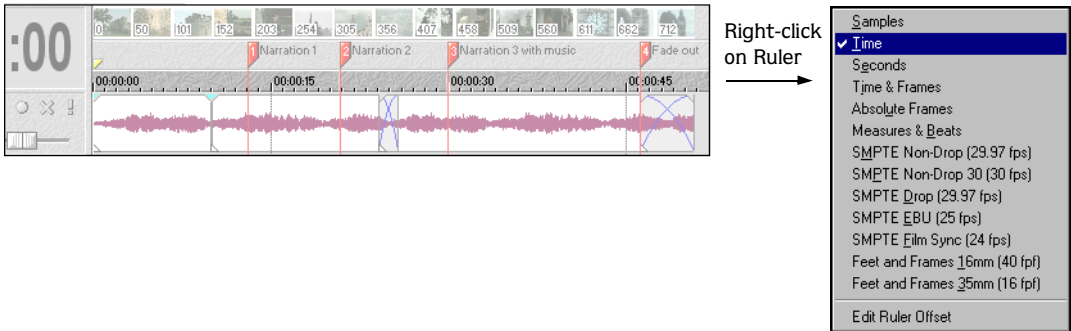 :00
0 50 101 152 203 254 305 356 407 458 509 560 611 662 712
1 Narration 1 2 Narration 2 3 Narration 3 with music 4 Fade out
00:00:00 00:00:15 00:00:30 00:00:45
Right-click
on Ruler
Samples
Time
Seconds
Time & Frames
Absolute Frames
Measures & Beats
SMPTE Non-Drop (29.97 fps)
SMPTE Non-Drop 30 (30 fps)
SMPTE Drop (29.97 fps)
SMPTE EBU (25 fps)
SMPTE Film Sync (24 fps)
Feet and Frames 16mm (40 fpf)
Feet and Frames 35mm (16 fpf)
Edit Ruler Offset